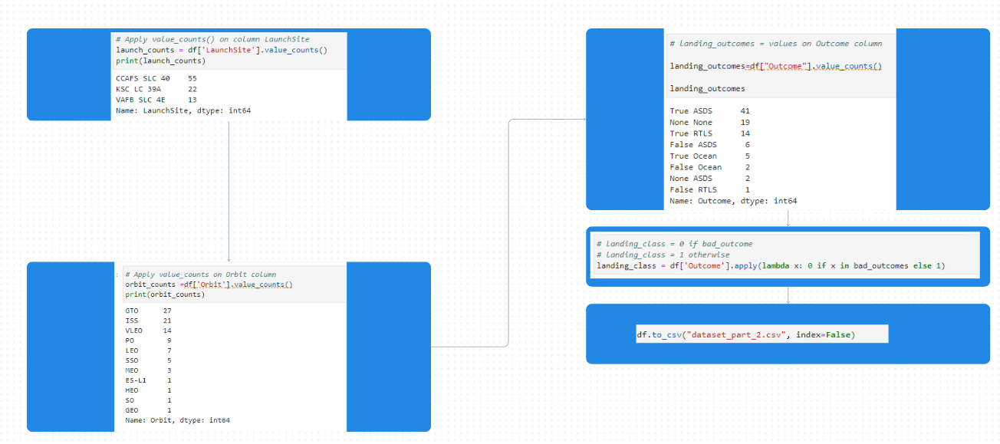 # Apply value_counts() on column LaunchSite
launch_counts = df['LaunchSite'].value_counts()
print(launch_counts)
CCAFS SLC 40    55
KSC LC 39A      22
VAFB SLC 4E     13
Name: LaunchSite, dtype: int64
# Apply value_counts on Orbit column
orbit_counts =df['Orbit'].value_counts()
print(orbit_counts)
GTO      27
ISS      21
VLEO     14
PO        9
LEO       7
SSO       5
MEO       3
ES-L1     1
HEO       1
SO        1
GEO       1
Name: Orbit, dtype: int64
# landing_outcomes = values on Outcome column
landing_outcomes=df["Outcome"].value_counts()
landing_outcomes
True ASDS      41
None None      19
True RTLS      14
False ASDS      6
True Ocean      5
False Ocean     2
None ASDS       2
False RTLS      1
Name: Outcome, dtype: int64
# landing_class = 0 if bad_outcome
# landing_class = 1 otherwise
landing_class = df['Outcome'].apply(lambda x: 0 if x in bad_outcomes else 1)
df.to_csv("dataset_part_2.csv", index=False)